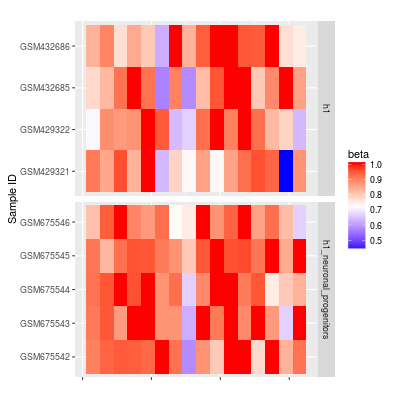 GSM432686
GSM432685
GSM429322
GSM429321
h1
GSM675546
GSM675545
GSM675544
GSM675543
GSM675542
h1_neuronal_progenitors
Sample ID
beta
1.0
0.9
0.8
0.7
0.6
0.5